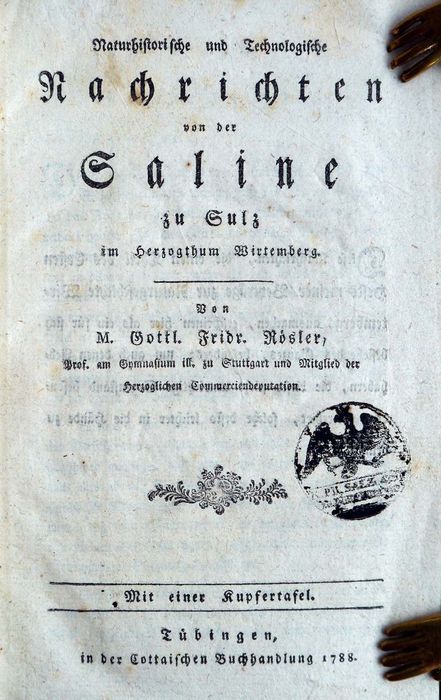 Naturhistorische und Technologische
Nachrichten
von der
Saline
zu Sulz
im Herzogthum Wirtemberg.
Von
M. Gottl. Fridr. Rösler,
Prof. am Gymnasium ill. zu Stuttgart und Mitglied der
Herzoglichen Commerciendeputation.
Mit einer Kupfertafel.
Tübingen,
in der Cottaischen Buchhandlung 1788.